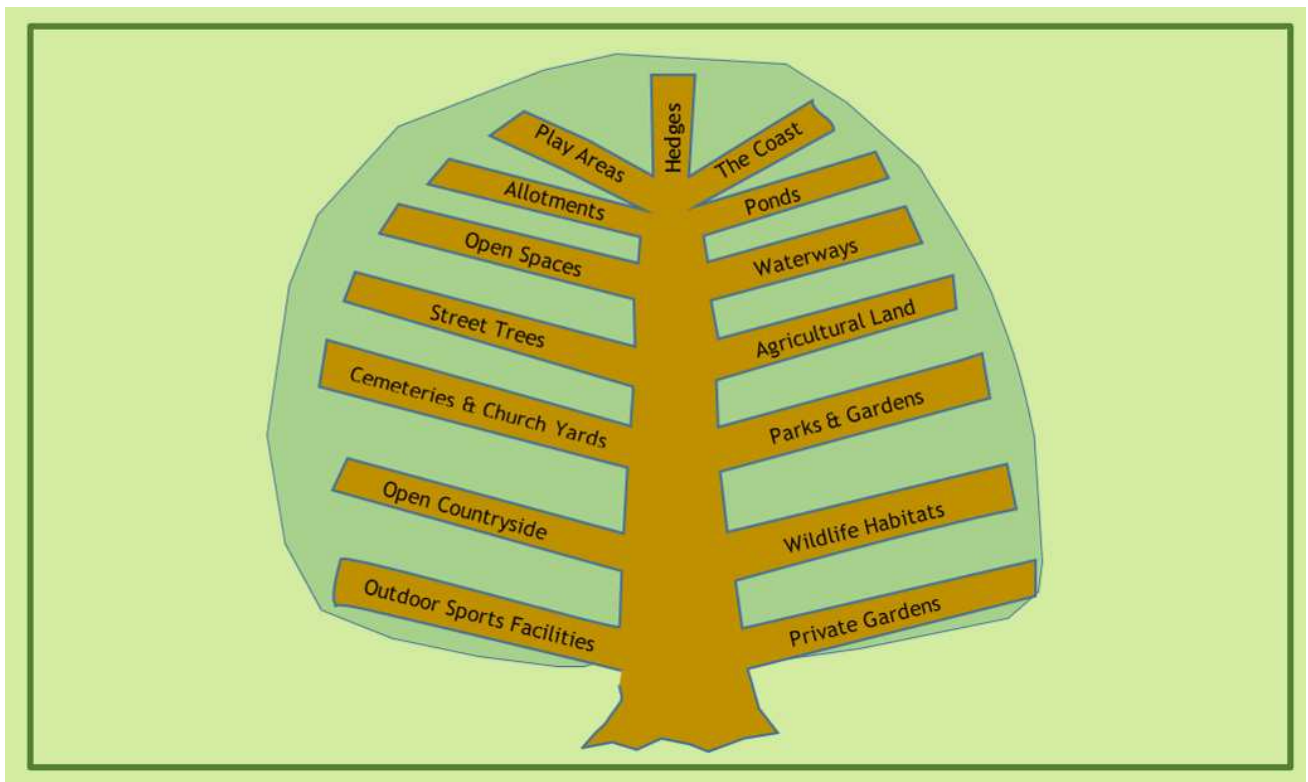 Hedges
Play Areas
The Coast
Allotments
Ponds
Open Spaces
Waterways
Street Trees
Agricultural Land
Cemeteries & Church Yards
Parks & Gardens
Open Countryside
Wildlife Habitats
Outdoor Sports Facilities
Private Gardens